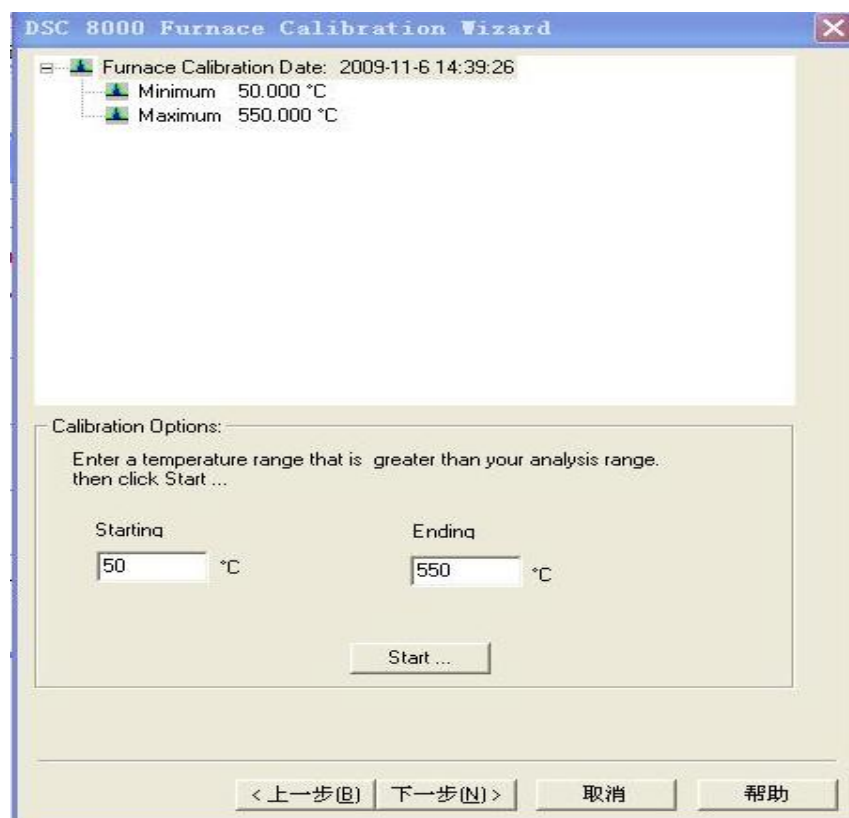 DSC 8000 Furnace Calibration Wizard
Furnace Calibration Date: 2009-11-6 14:39:26
Minimum 50.000 °C
Maximum 550.000 °C
Calibration Options:
Enter a temperature range that is greater than your analysis range.
then click Start ...
Starting Ending
50 °C 550 °C
Start ...
<上一步(B) 下一步(N)> 取消 帮助